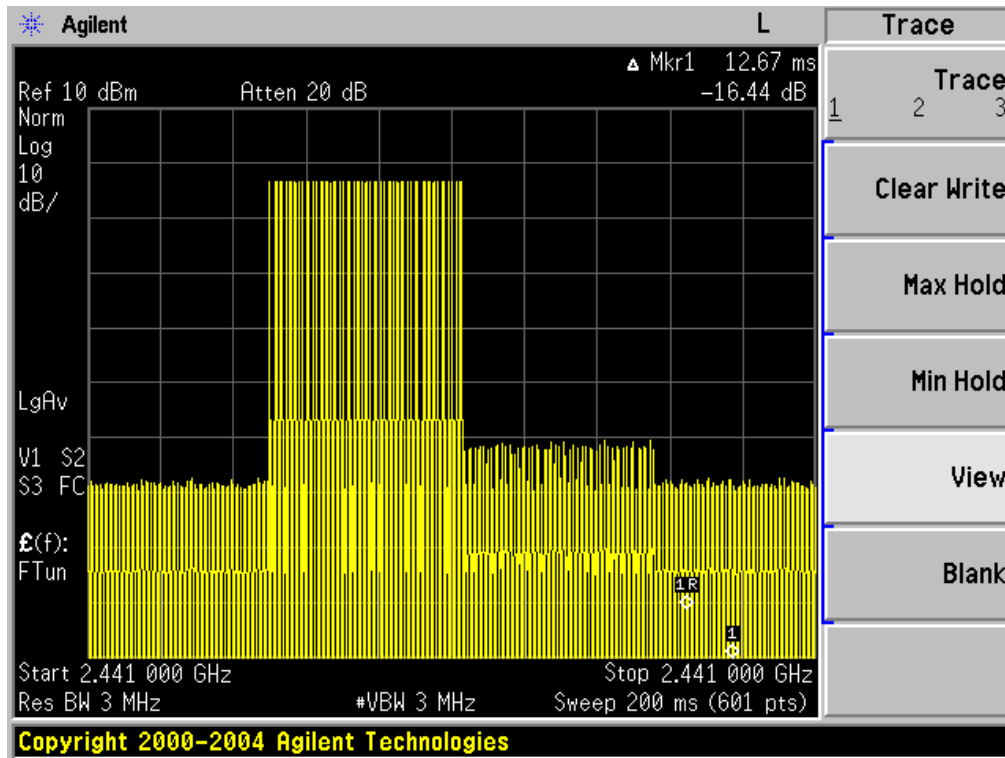 Agilent
L
Trace
Δ Mkr1 12.67 ms
Ref 10 dBm Atten 20 dB -16.44 dB
Norm
Log
10
dB/
LgAv
V1 S2
S3 FC
£(f):
FTun
1R
1
Start 2.441 000 GHz Stop 2.441 000 GHz
Res BW 3 MHz #VBW 3 MHz Sweep 200 ms (601 pts)
Copyright 2000-2004 Agilent Technologies
Trace
1 2 3
Clear Write
Max Hold
Min Hold
View
Blank